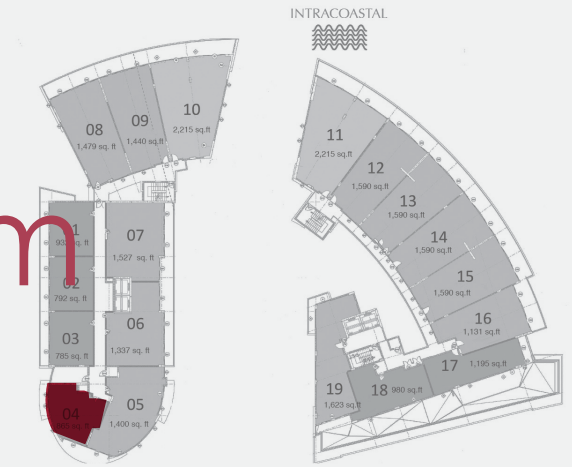 INTRACOASTAL
10
2,215 sq.ft
09
1,440 sq. ft
08
1,479 sq. ft
11
2,215 sq.ft
12
1,590 sq.ft
13
1,590 sq.ft
14
1,590 sq.ft
15
1,590 sq.ft
16
1,131 sq.ft
17
1,195 sq.ft
18
980 sq.ft
19
1,623 sq.ft
m
07
1,527 sq. ft
02
792 sq. ft
06
1,337 sq. ft
03
785 sq. ft
04
05
1,400 sq. ft